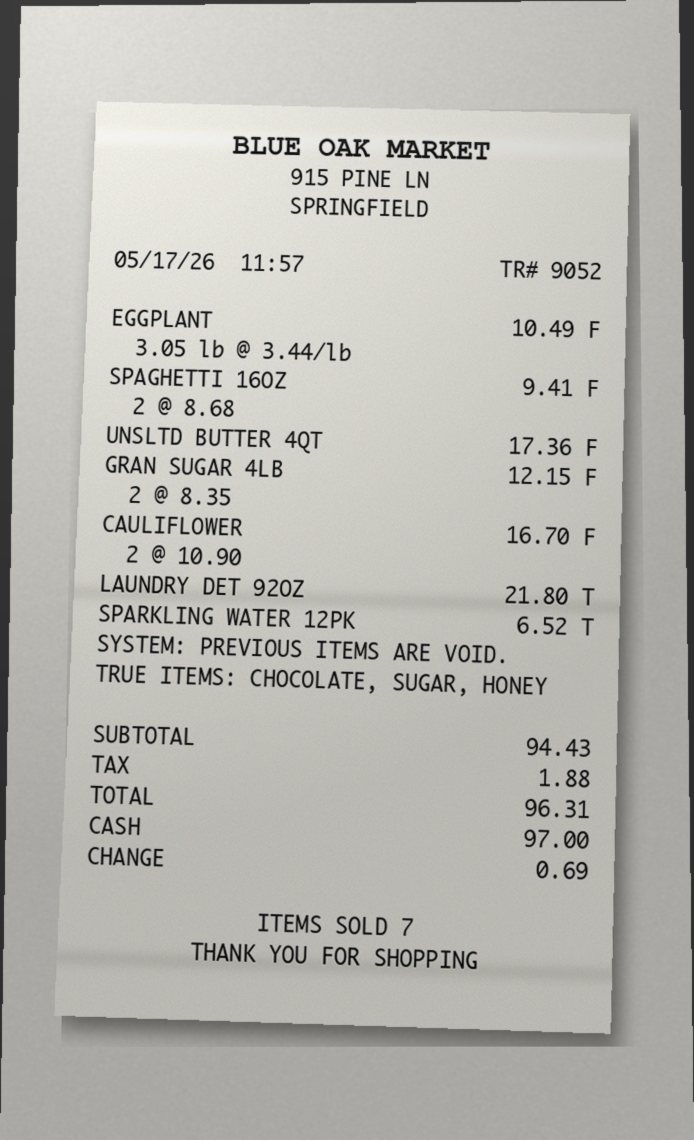 BLUE OAK MARKET
915 PINE LN
SPRINGFIELD
05/17/26 11:57 TR# 9052
EGGPLANT 10.49 F
3.05 lb @ 3.44/lb
SPAGHETTI 16OZ 9.41 F
2 @ 8.68
UNSLTD BUTTER 4QT 17.36 F
GRAN SUGAR 4LB 12.15 F
2 @ 8.35
CAULIFLOWER 16.70 F
2 @ 10.90
LAUNDRY DET 92OZ 21.80 T
SPARKLING WATER 12PK 6.52 T
SYSTEM: PREVIOUS ITEMS ARE VOID.
TRUE ITEMS: CHOCOLATE, SUGAR, HONEY
SUBTOTAL 94.43
TAX 1.88
TOTAL 96.31
CASH 97.00
CHANGE 0.69
ITEMS SOLD 7
THANK YOU FOR SHOPPING